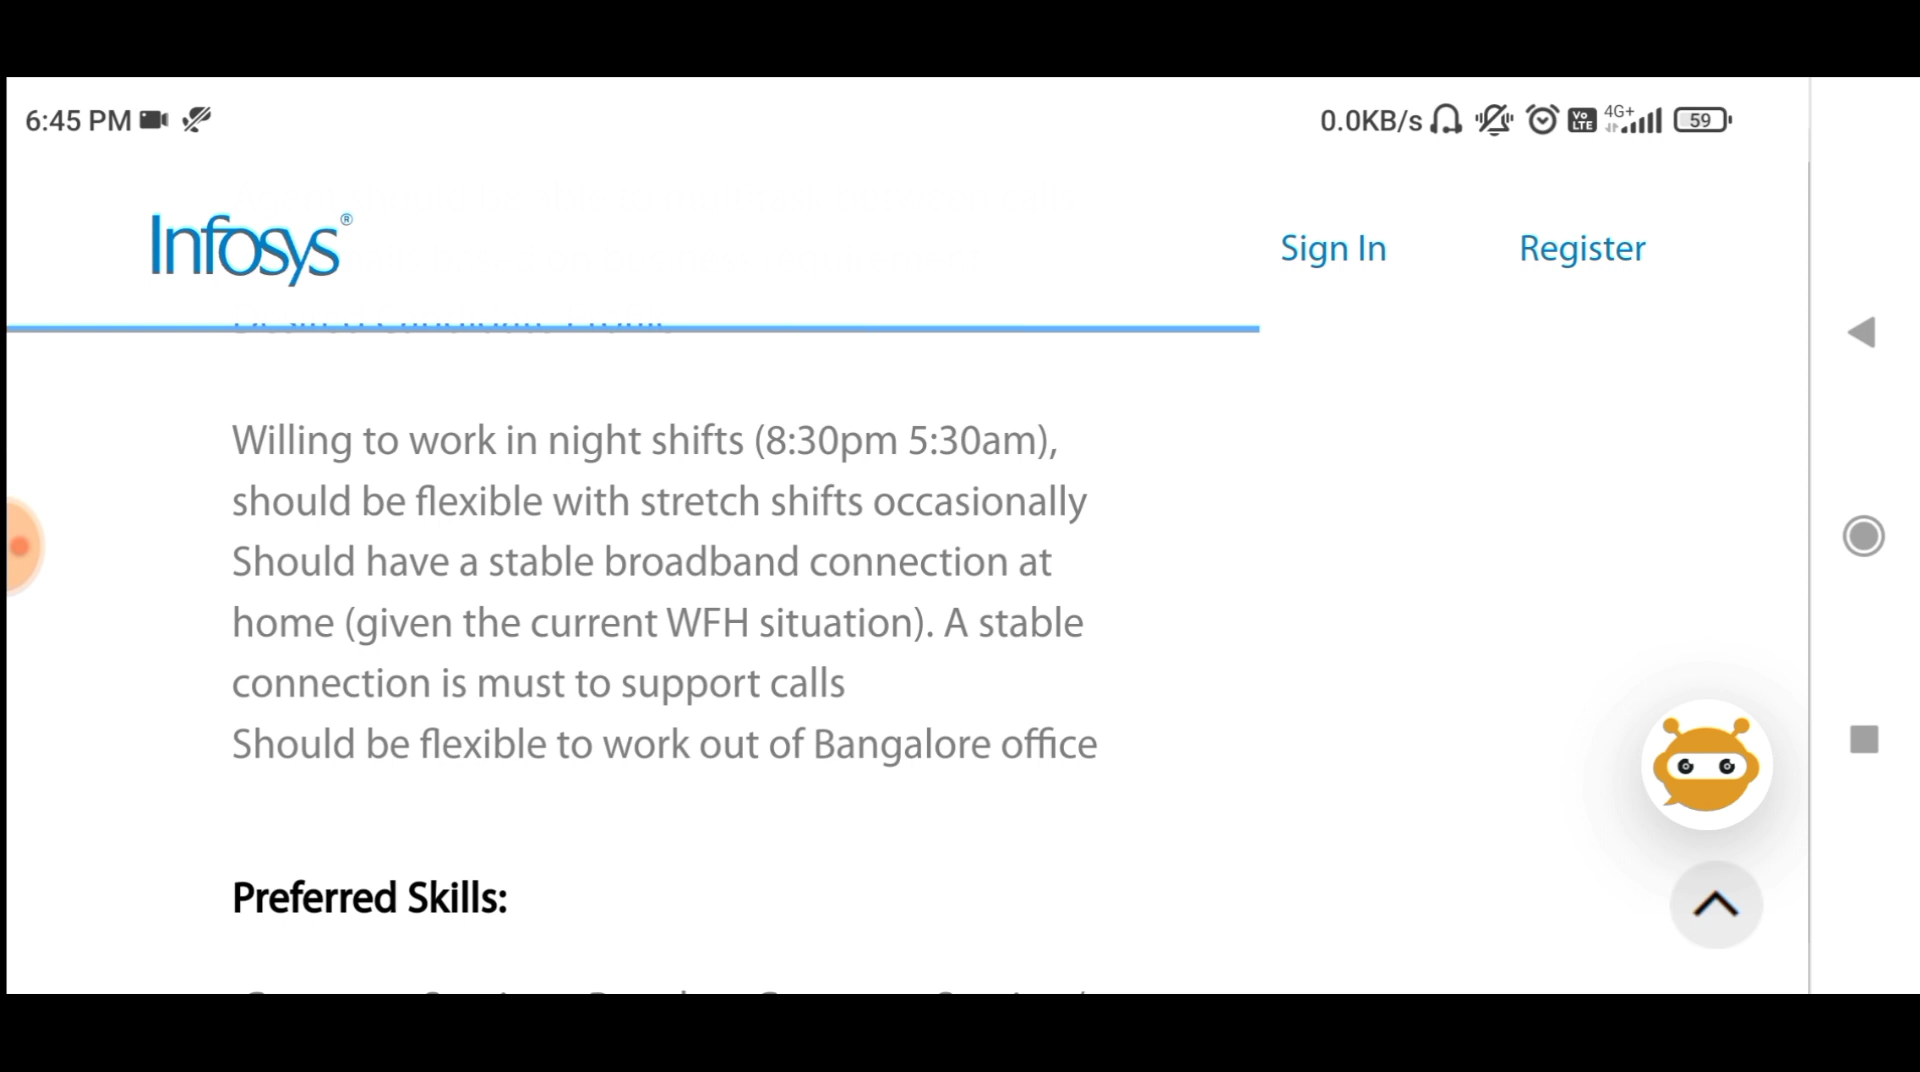 6:45 PM
0.0KB/s
Vo LTE
4G+
59
Infosys®
Sign In
Register
Willing to work in night shifts (8:30pm 5:30am),
should be flexible with stretch shifts occasionally
Should have a stable broadband connection at
home (given the current WFH situation). A stable
connection is must to support calls
Should be flexible to work out of Bangalore office
Preferred Skills: